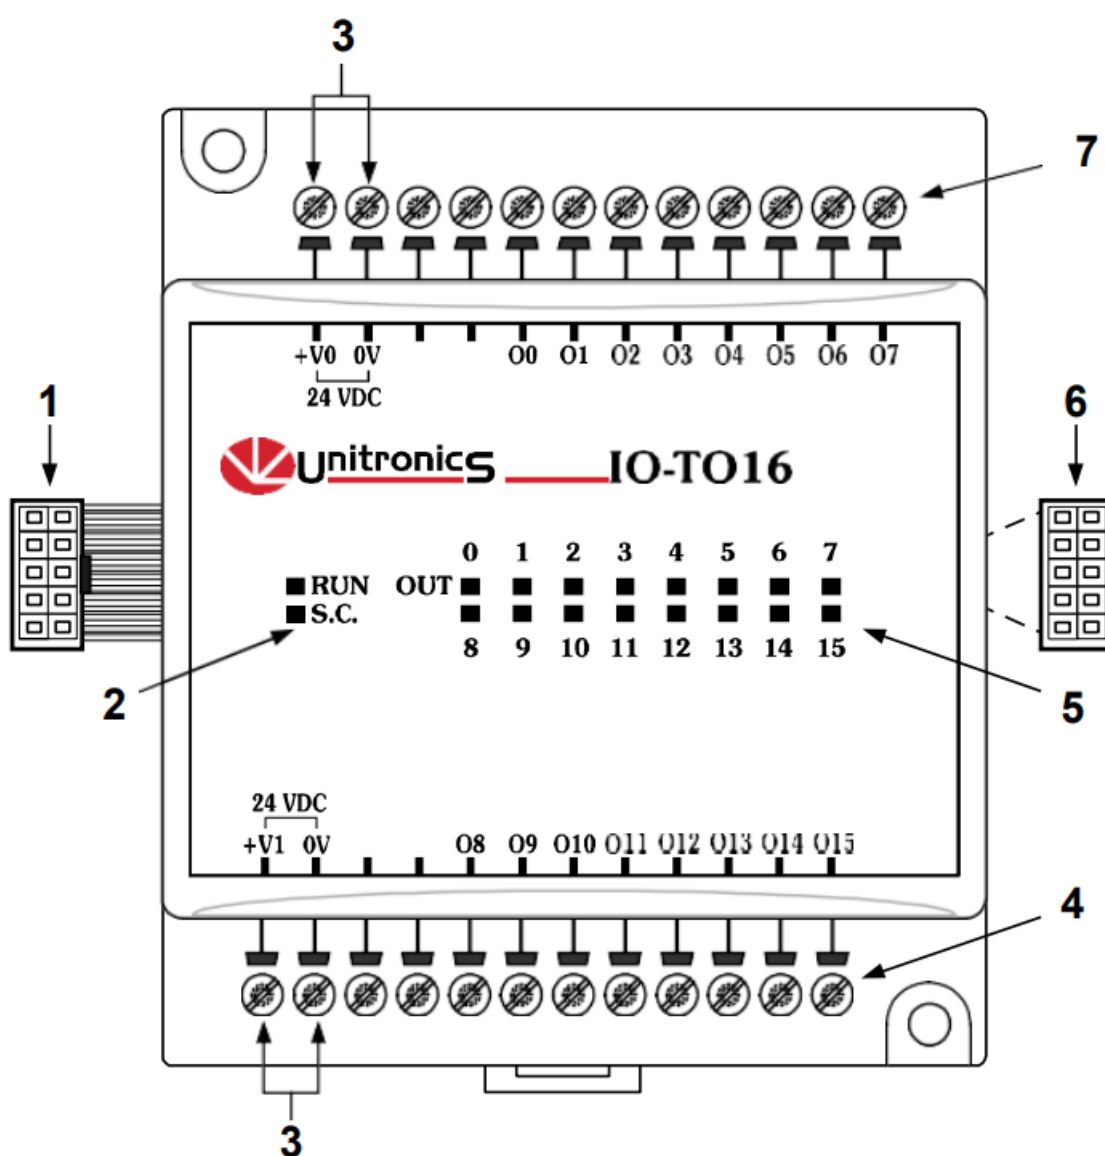 3
7
+V0 0V O0 O1 O2 O3 O4 O5 O6 O7
24 VDC
1
6
Unitronics IO-TO16
0 1 2 3 4 5 6 7
RUN OUT
S.C.
8 9 10 11 12 13 14 15
2
5
24 VDC
+V1 0V O8 O9 O10 O11 O12 O13 O14 O15
4
3